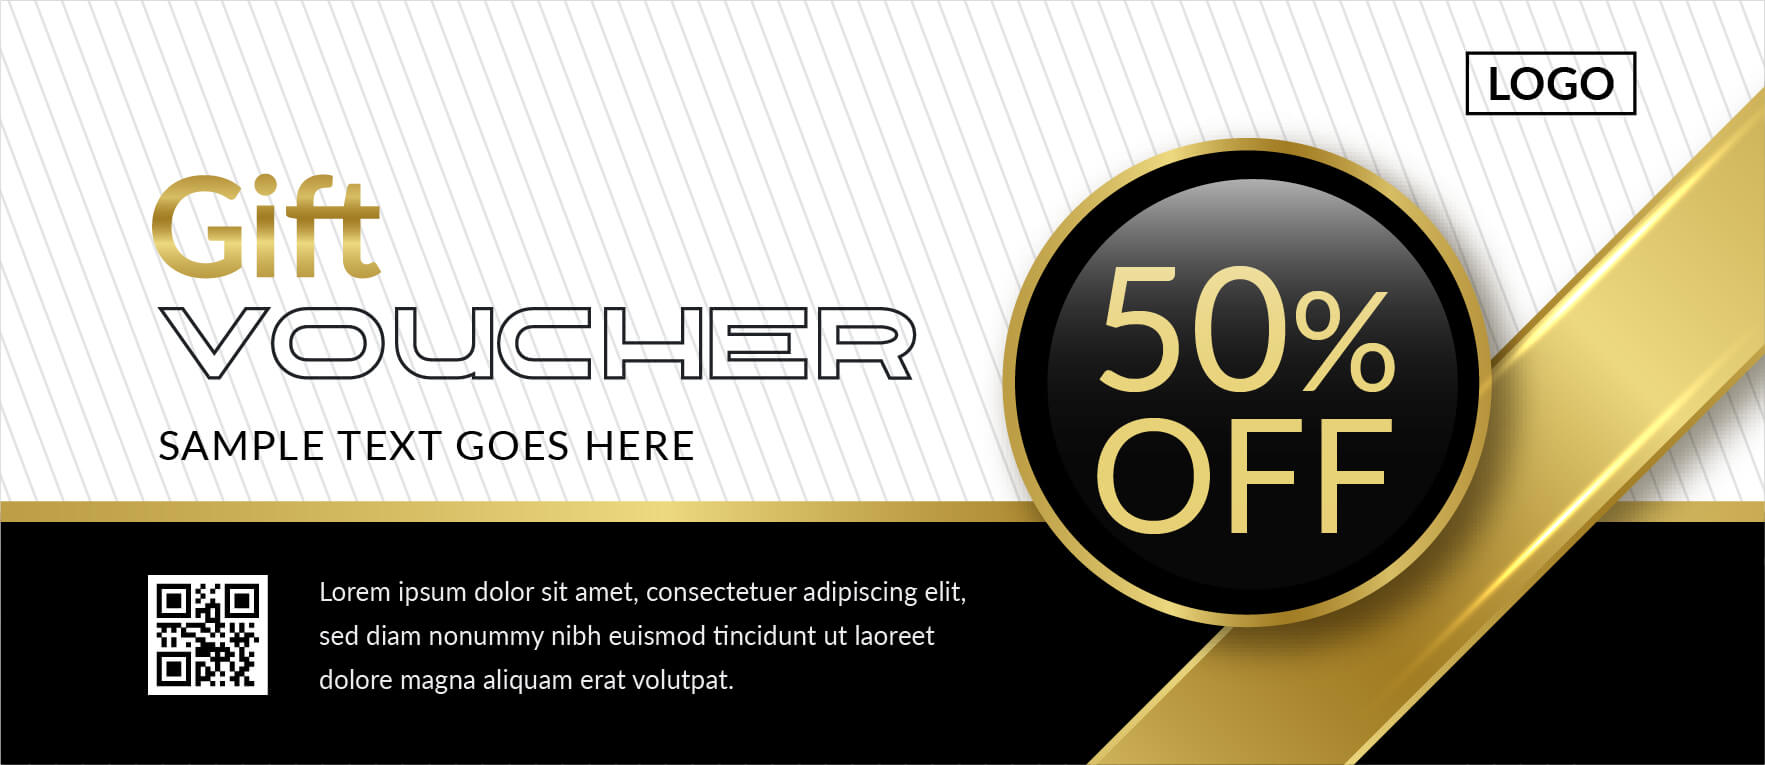 LOGO
Gift
VOUCHER
SAMPLE TEXT GOES HERE
50%
OFF
Lorem ipsum dolor sit amet, consectetuer adipiscing elit,
sed diam nonummy nibh euismod tincidunt ut laoreet
dolore magna aliquam erat volutpat.